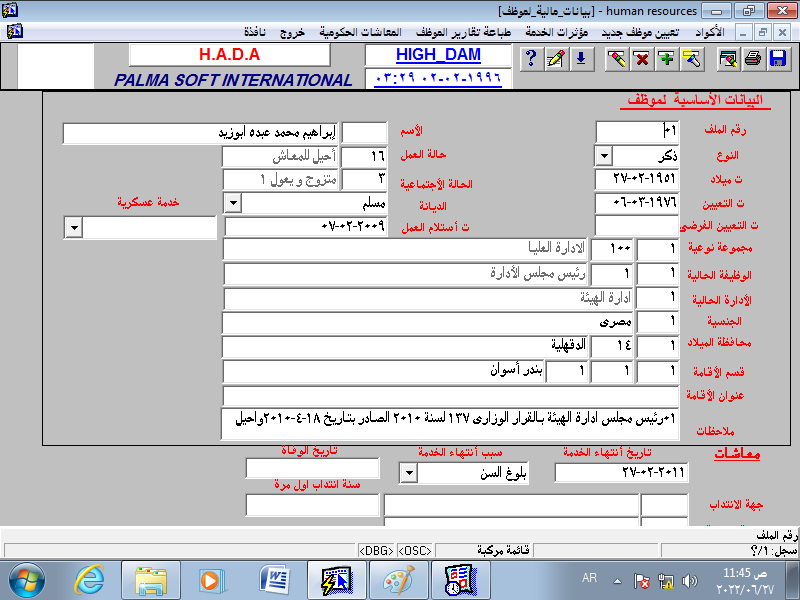 human resources - [بيانات_مالية_لموظف]
الأكواد تعيين موظف جديد مؤثرات الخدمة طباعة تقارير الموظف المعاشات الحكومية خروج نافذة
H.A.D.A
HIGH_DAM
PALMA SOFT INTERNATIONAL
٠٣:٢٩ ٠٢-٠٢-١٩٩٦
البيانات الأساسية لموظف
رقم الملف ٠١ الأسم إبراهيم محمد عبده ابوزيد
النوع ذكر حالة العمل ١٦ أحيل للمعاش
ت ميلاد ٢٧-٠٢-١٩٥١ الحالة الأجتماعية ٣ متزوج و يعول 1
ت التعيين ٠٦-٠٣-١٩٧٦ الديانة مسلم خدمة عسكرية
ت التعيين الفرضى ت أستلام العمل ٠٧-٠٢-٢٠٠٩
مجموعة نوعية ١ ١٠٠ الادارة العليا
الوظيفة الحالية ١ ١ رئيس مجلس الأدارة
الأدارة الحالية ١ ادارة الهيئة
الجنسية ١ مصرى
محافظة الميلاد ١ ١٤ الدقهلية
قسم الأقامة ١ ١ ١ بندر أسوان
عنوان الأقامة
ملاحظات ٠١رئيس مجلس ادارة الهيئة بالقرار الوزارى ١٣٧ لسنة ٢٠١٠ الصادر بتاريخ ١٨-٤-٢٠١٠واحيل
معاشات تاريخ أنتهاء الخدمة سبب أنتهاء الخدمة تاريخ الوفاة
٢٧-٠٢-٢٠١١ بلوغ السن
سنة انتداب اول مرة
جهة الانتداب
رقم الملف
سجل: ١/؟ قائمة مركبة <OSC> <DBG>
AR
11:45 ص
٢٠٢٢/٠٦/٢٧